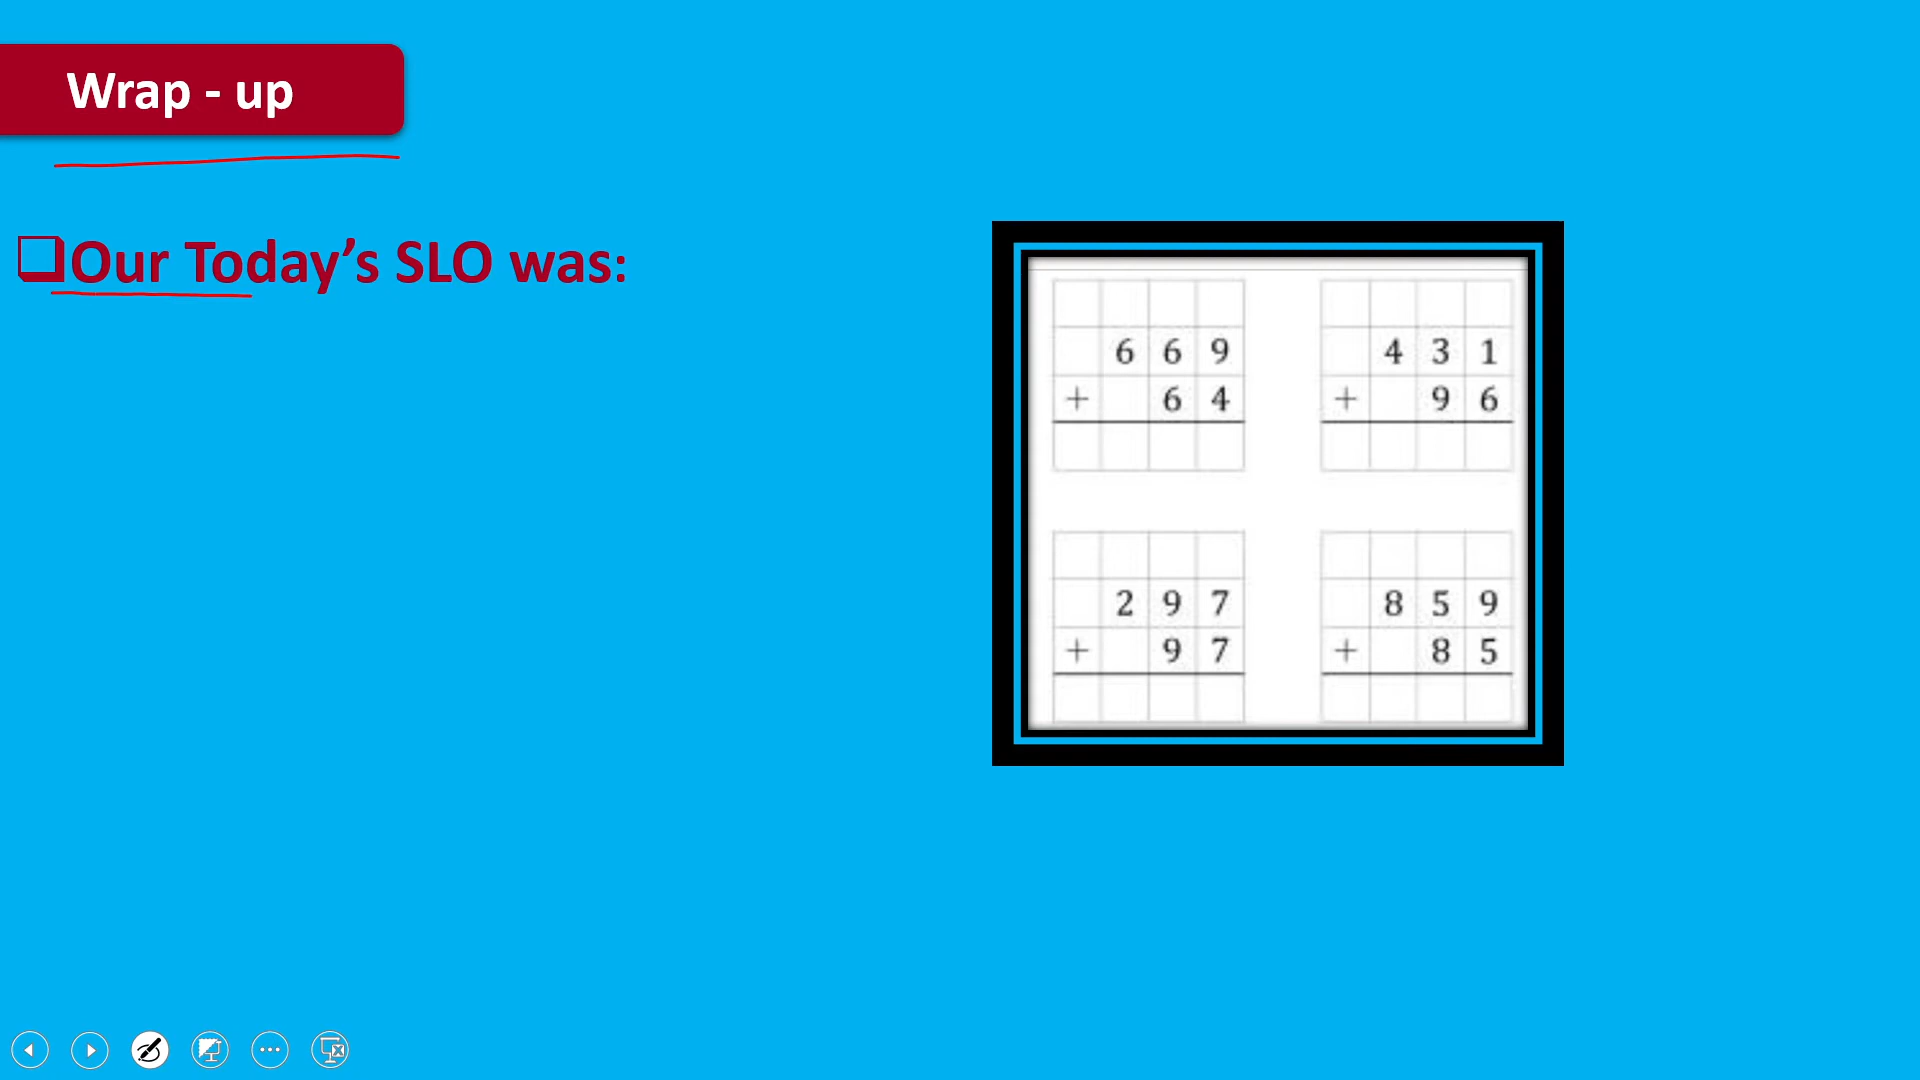 Wrap - up
❑Our Today’s SLO was:
6 6 9
+ 6 4
4 3 1
+ 9 6
2 9 7
+ 9 7
8 5 9
+ 8 5